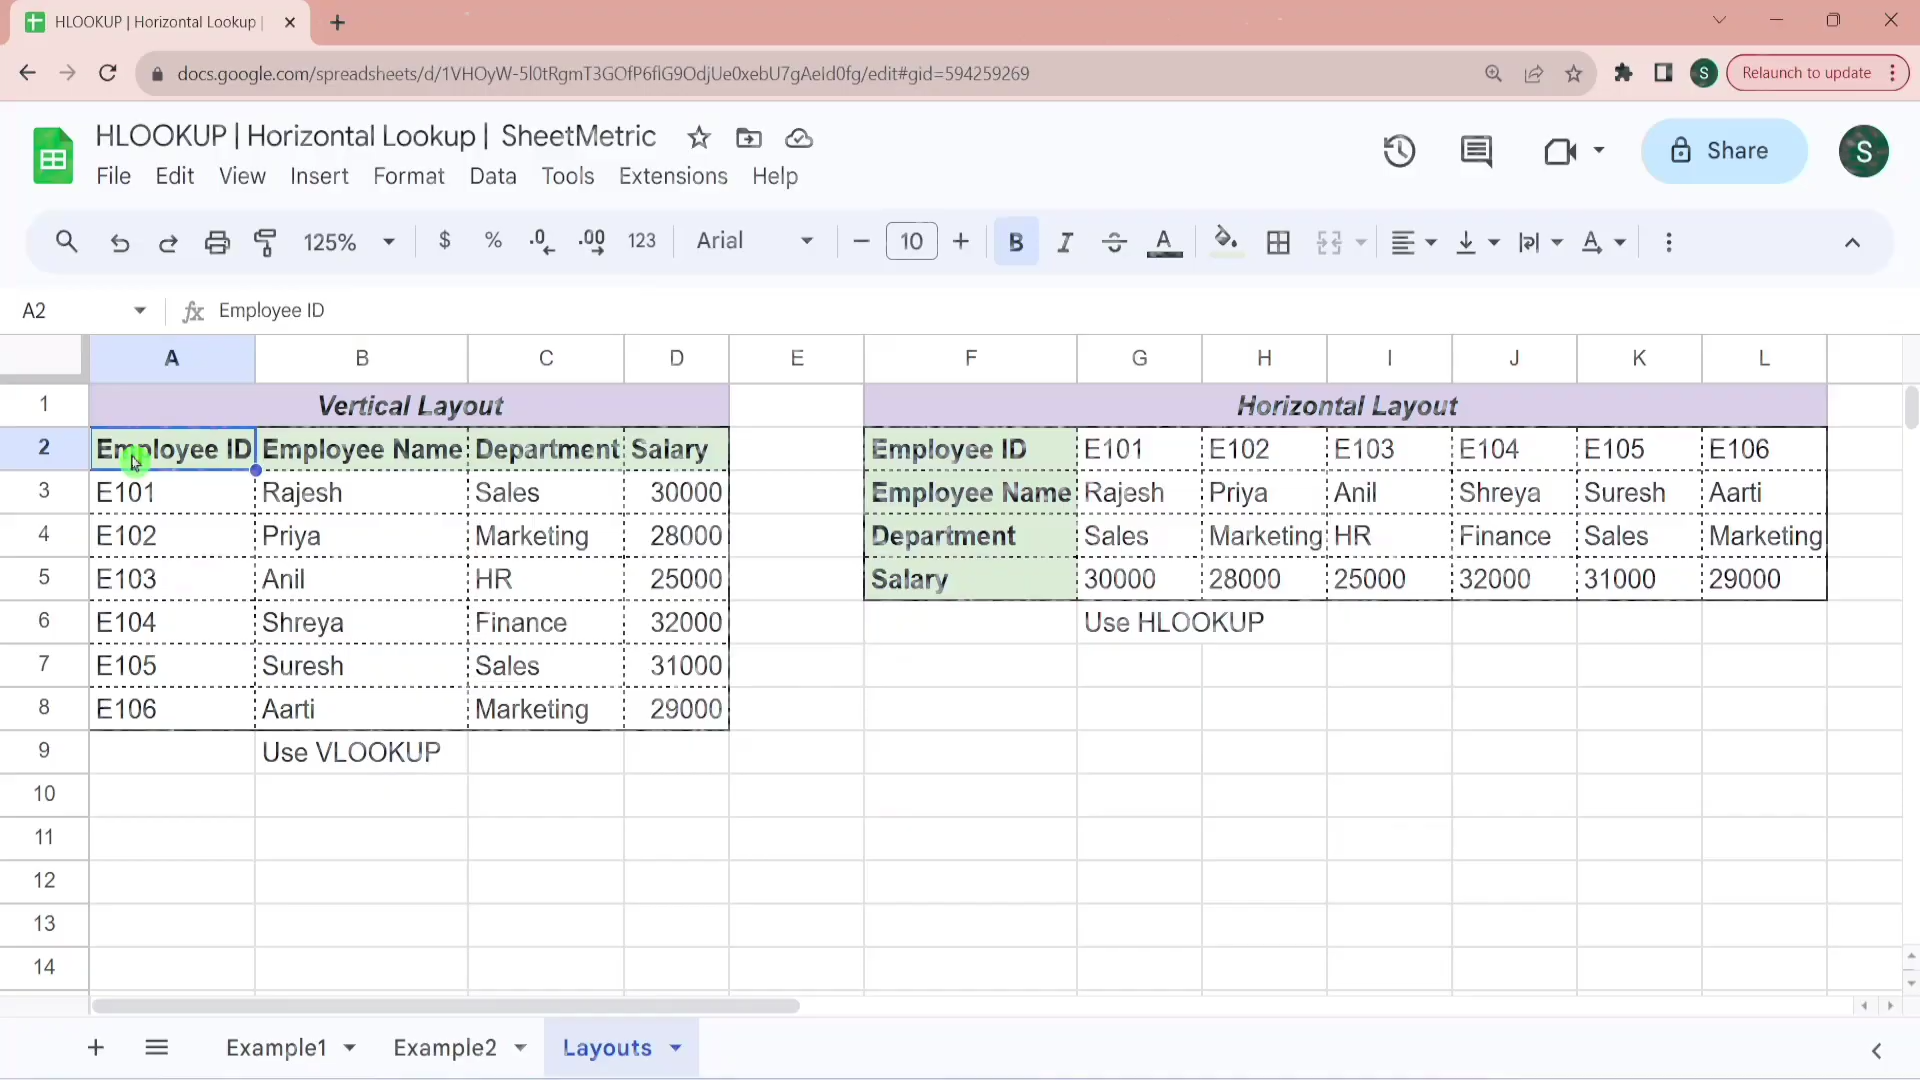 HLOOKUP | Horizontal Lookup |
docs.google.com/spreadsheets/d/1VHOyW-5l0tRgmT3GOfP6flG9OdjUe0xebU7gAeId0fg/edit#gid=594259269
S
Relaunch to update
HLOOKUP | Horizontal Lookup | SheetMetric
File Edit View Insert Format Data Tools Extensions Help
Share
S
125% $ % .0 .00 123 Arial 10 B I S A A
A2 fx Employee ID
A B C D E F G H I J K L
1 Vertical Layout Horizontal Layout
2 Employee ID Employee Name Department Salary Employee ID E101 E102 E103 E104 E105 E106
3 E101 Rajesh Sales 30000 Employee Name Rajesh Priya Anil Shreya Suresh Aarti
4 E102 Priya Marketing 28000 Department Sales Marketing HR Finance Sales Marketing
5 E103 Anil HR 25000 Salary 30000 28000 25000 32000 31000 29000
6 E104 Shreya Finance 32000 Use HLOOKUP
7 E105 Suresh Sales 31000
8 E106 Aarti Marketing 29000
9 Use VLOOKUP
10
11
12
13
14
Example1 Example2 Layouts